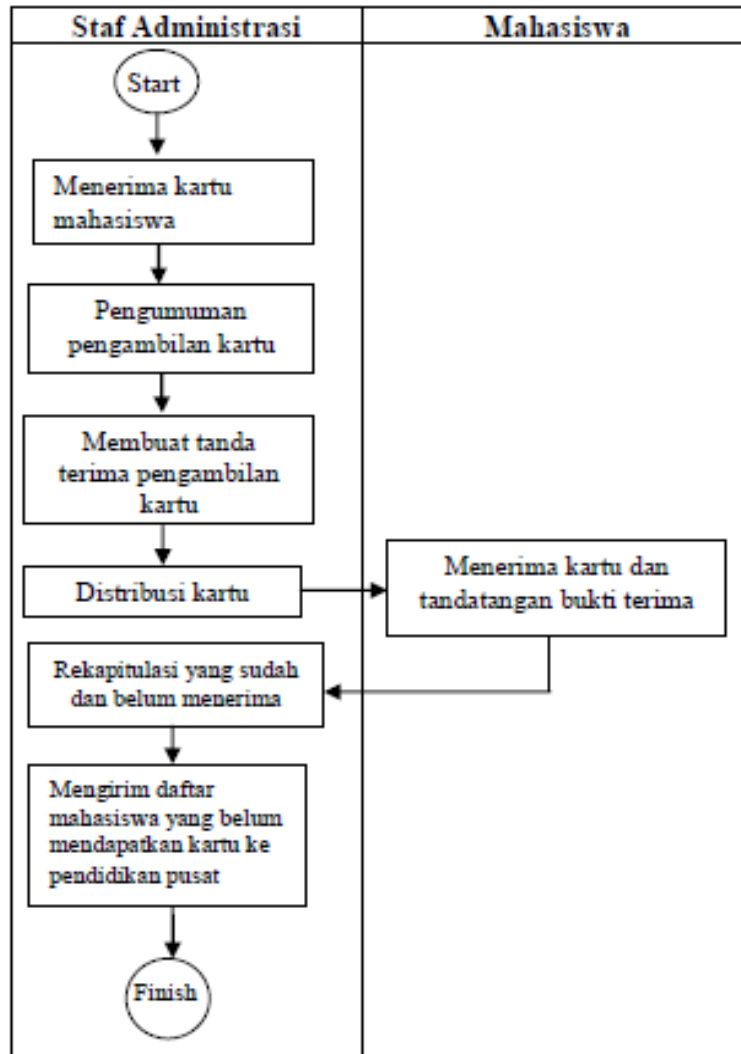 Staf Administrasi
Mahasiswa
Start
Menerima kartu
mahasiswa
Pengumuman
pengambilan kartu
Membuat tanda
terima pengambilan
kartu
Distribusi kartu
Menerima kartu dan
tandatangan bukti terima
Rekapitulasi yang sudah
dan belum menerima
Mengirim daftar
mahasiswa yang belum
mendapatkan kartu ke
pendidikan pusat
Finish